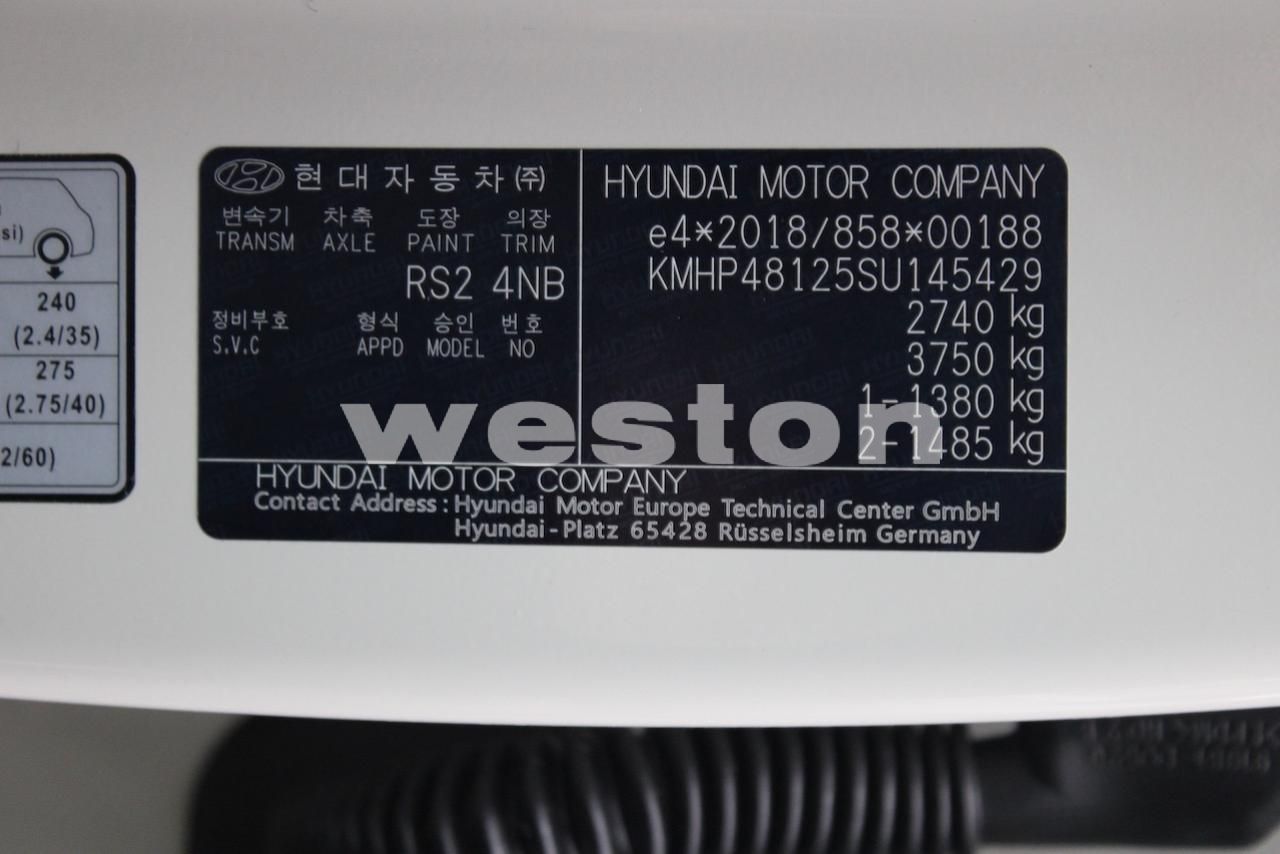 si)
240
(2.4/35)
275
(2.75/40)
2/60)
현대자동차㈜
변속기 차축 도장 의장
TRANSM AXLE PAINT TRIM
RS2 4NB
정비부호 형식 승인 번호
S.V.C APPD MODEL NO
HYUNDAI MOTOR COMPANY
e4*2018/858*00188
KMHP48125SU145429
2740 kg
3750 kg
1-1380 kg
2-1485 kg
weston
HYUNDAI MOTOR COMPANY
Contact Address : Hyundai Motor Europe Technical Center GmbH
Hyundai-Platz 65428 Rüsselsheim Germany